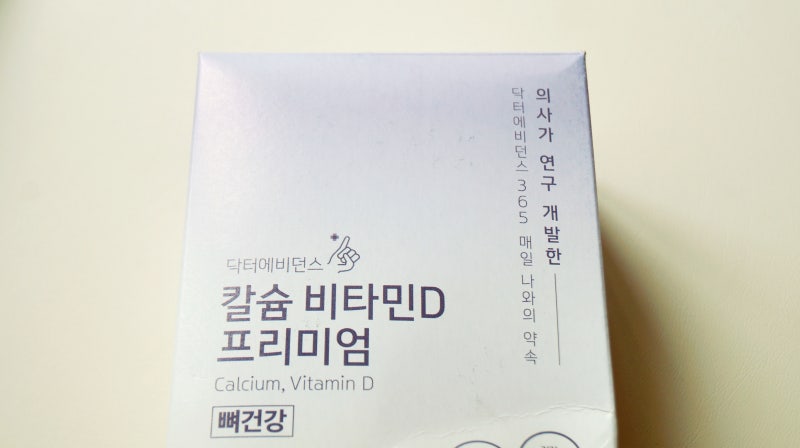 의사가 연구 개발한
닥터에비던스 365 매일 나와의 약속
닥터에비던스
칼슘 비타민D
프리미엄
Calcium, Vitamin D
뼈건강